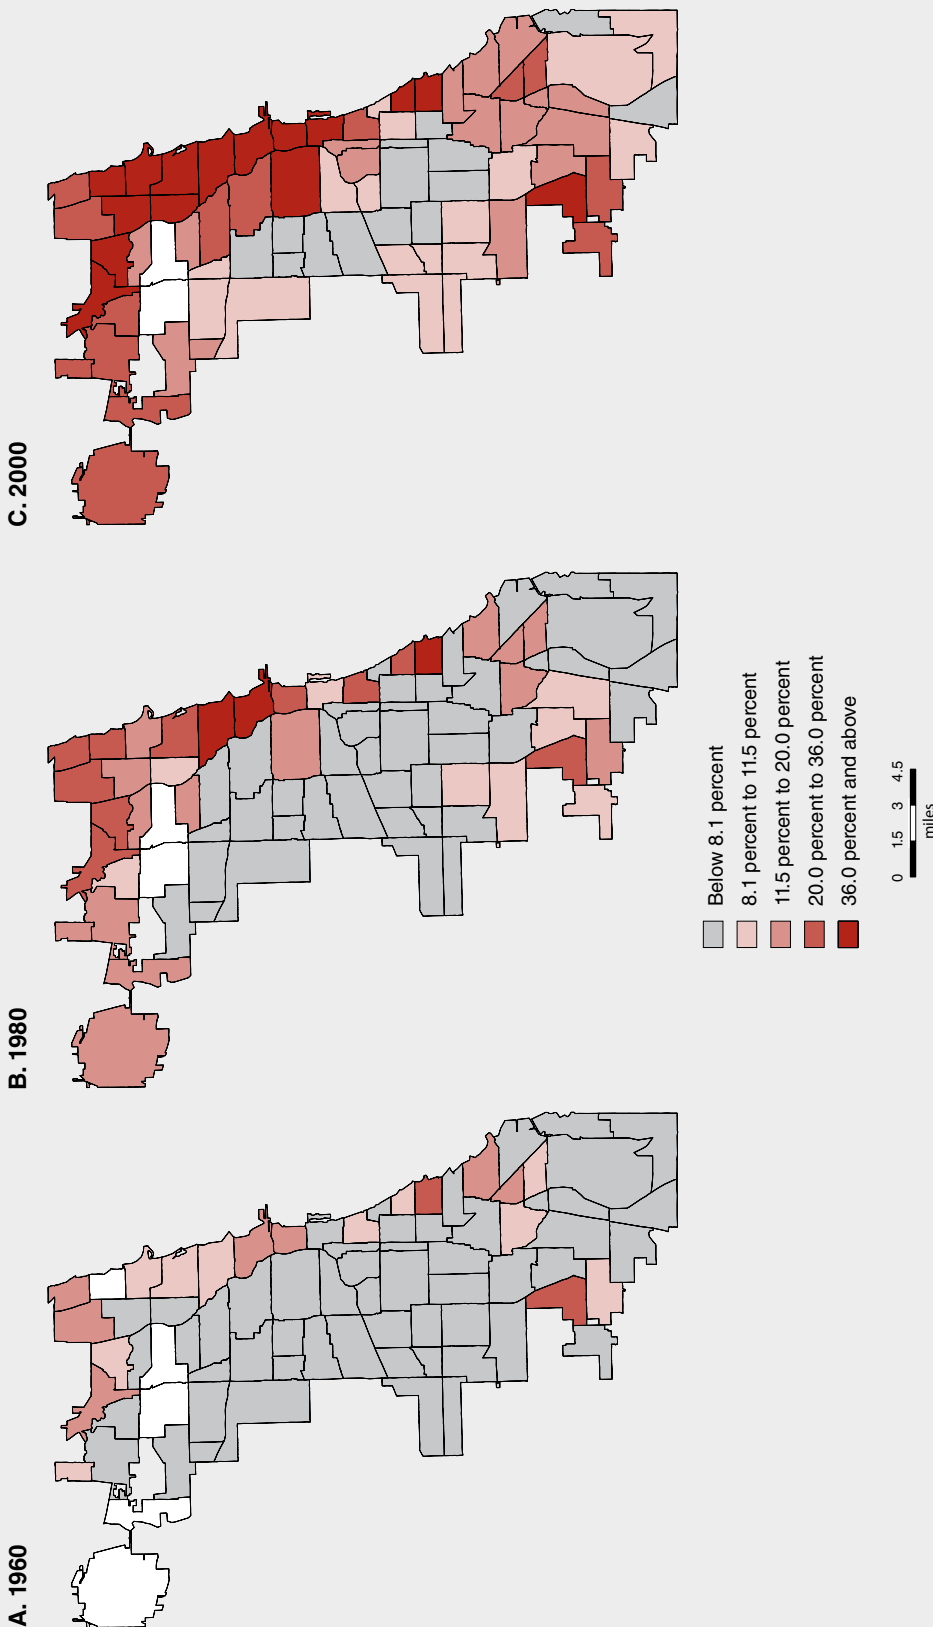 A. 1960
B. 1980
C. 2000
Below 8.1 percent
8.1 percent to 11.5 percent
11.5 percent to 20.0 percent
20.0 percent to 36.0 percent
36.0 percent and above
0 1.5 3 4.5
miles